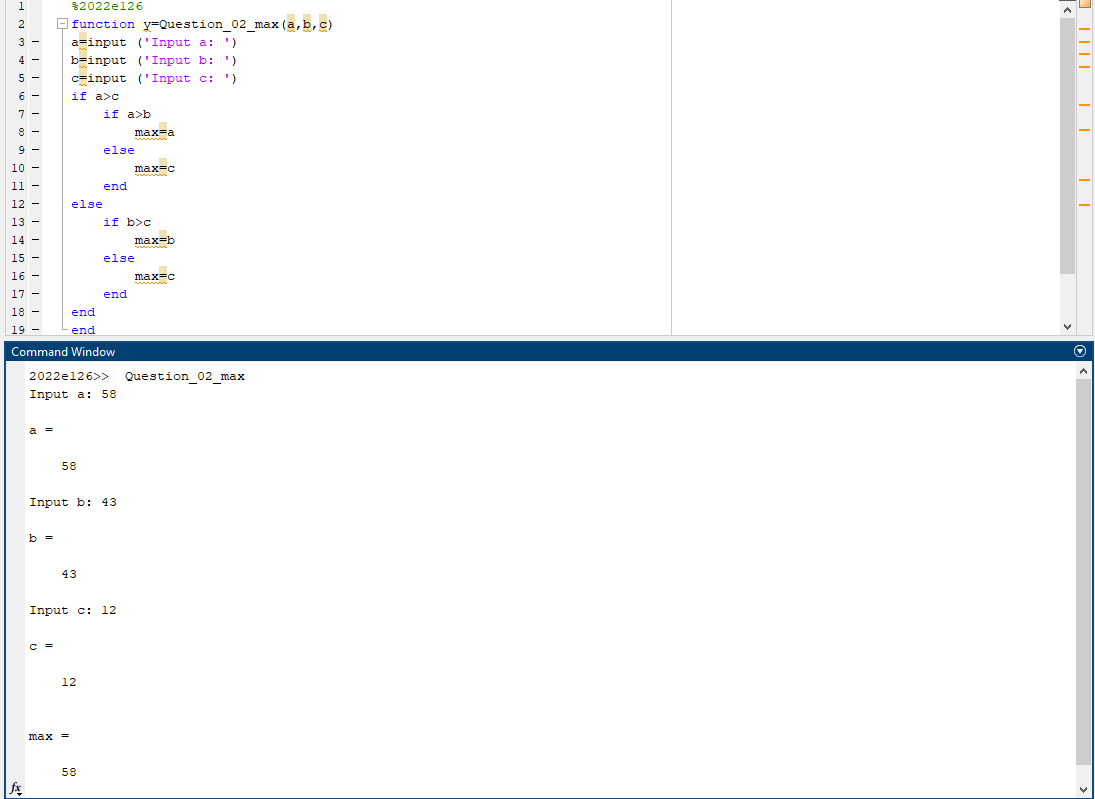 1 %2022e126
2 function y=Question_02_max(a,b,c)
3 – a=input ('Input a: ')
4 – b=input ('Input b: ')
5 – c=input ('Input c: ')
6 – if a>c
7 – if a>b
8 – max=a
9 – else
10 – max=c
11 – end
12 – else
13 – if b>c
14 – max=b
15 – else
16 – max=c
17 – end
18 – end
19 – end
Command Window
2022e126>> Question_02_max
Input a: 58
a =
58
Input b: 43
b =
43
Input c: 12
c =
12
max =
58
fx